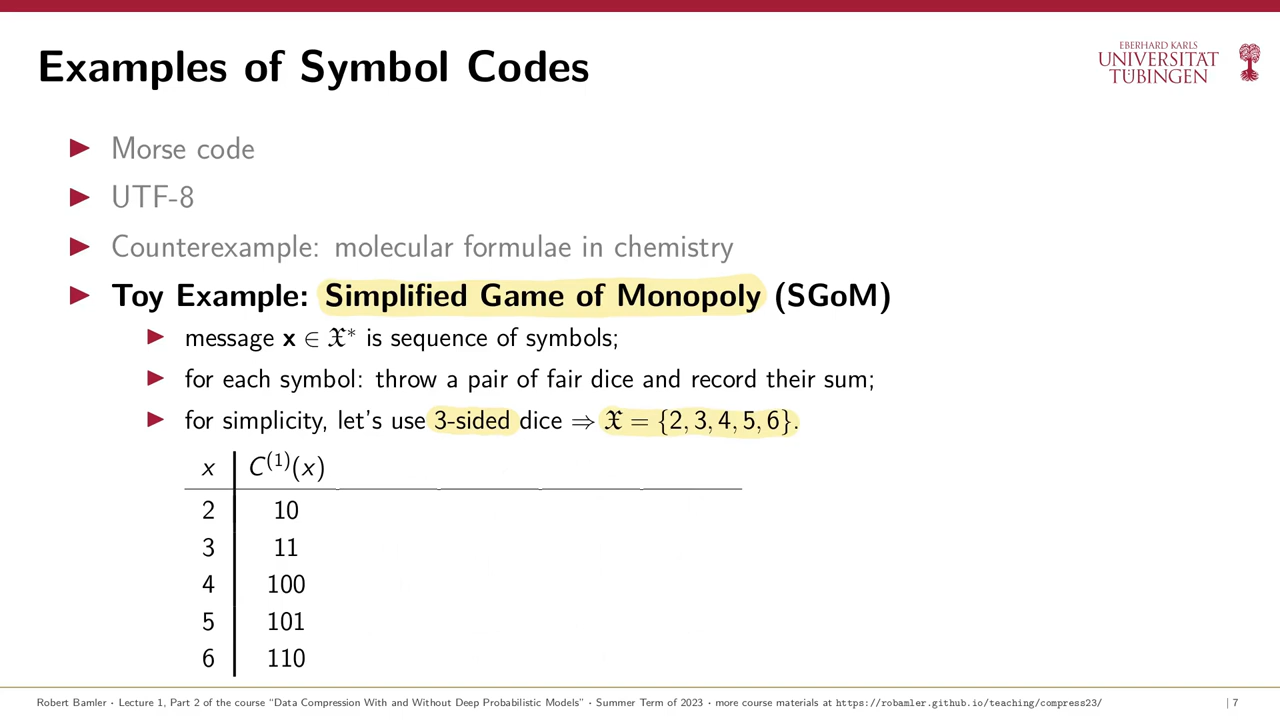 Examples of Symbol Codes
EBERHARD KARLS
UNIVERSITÄT
TÜBINGEN
▶ Morse code
▶ UTF-8
▶ Counterexample: molecular formulae in chemistry
▶ Toy Example: Simplified Game of Monopoly (SGoM)
▶ message x ∈ 𝔛* is sequence of symbols;
▶ for each symbol: throw a pair of fair dice and record their sum;
▶ for simplicity, let's use 3-sided dice ⇒ 𝔛 = {2, 3, 4, 5, 6}.
x C⁽¹⁾(x)
2 10
3 11
4 100
5 101
6 110
Robert Bamler · Lecture 1, Part 2 of the course "Data Compression With and Without Deep Probabilistic Models" · Summer Term of 2023 · more course materials at https://robamler.github.io/teaching/compress23/ | 7